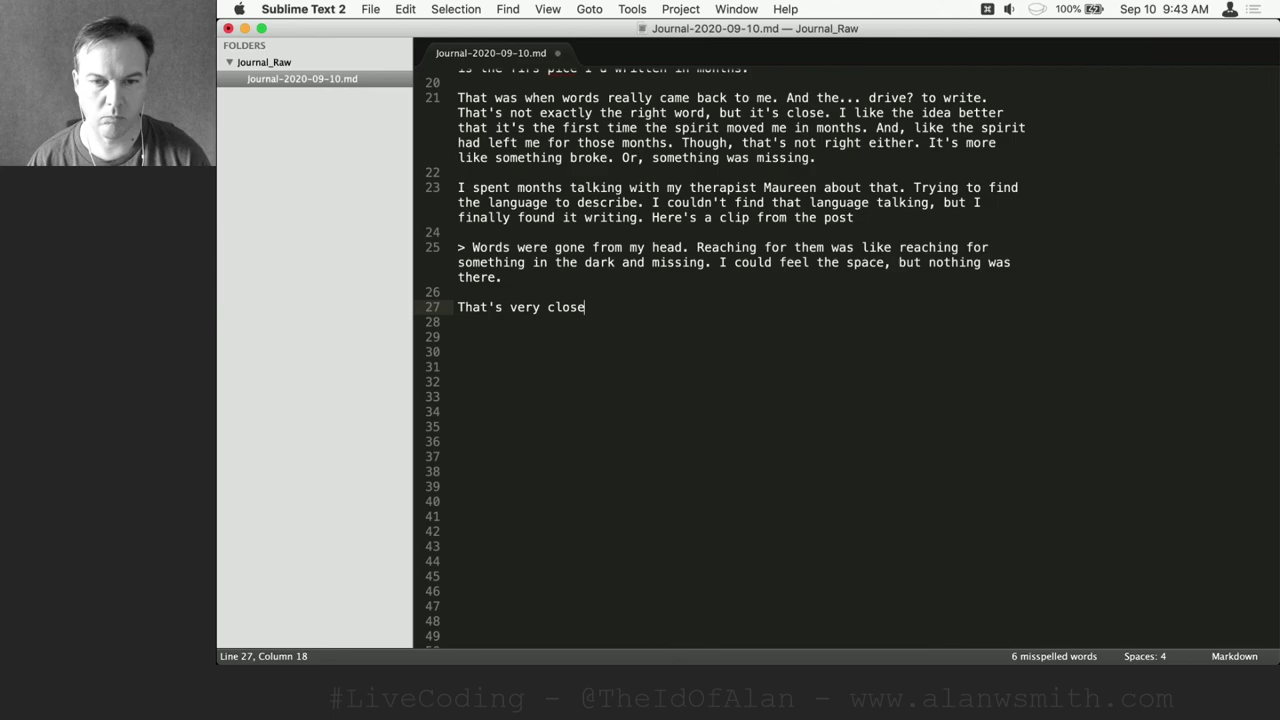 Sublime Text 2 File Edit Selection Find View Goto Tools Project Window Help 100% Sep 10 9:43 AM
Journal-2020-09-10.md — Journal_Raw
FOLDERS
Journal_Raw
Journal-2020-09-10.md
Journal-2020-09-10.md
is the firs pice I'd written in months.
20
21 That was when words really came back to me. And the... drive? to write.
That's not exactly the right word, but it's close. I like the idea better
that it's the first time the spirit moved me in months. And, like the spirit
had left me for those months. Though, that's not right either. It's more
like something broke. Or, something was missing.
22
23 I spent months talking with my therapist Maureen about that. Trying to find
the language to describe. I couldn't find that language talking, but I
finally found it writing. Here's a clip from the post
24
25 > Words were gone from my head. Reaching for them was like reaching for
something in the dark and missing. I could feel the space, but nothing was
there.
26
27 That's very close
28
29
30
31
32
33
34
35
36
37
38
39
40
41
42
43
44
45
46
47
48
49
Line 27, Column 18 6 misspelled words Spaces: 4 Markdown
#LiveCoding - @TheIdOfAlan - www.alanwsmith.com